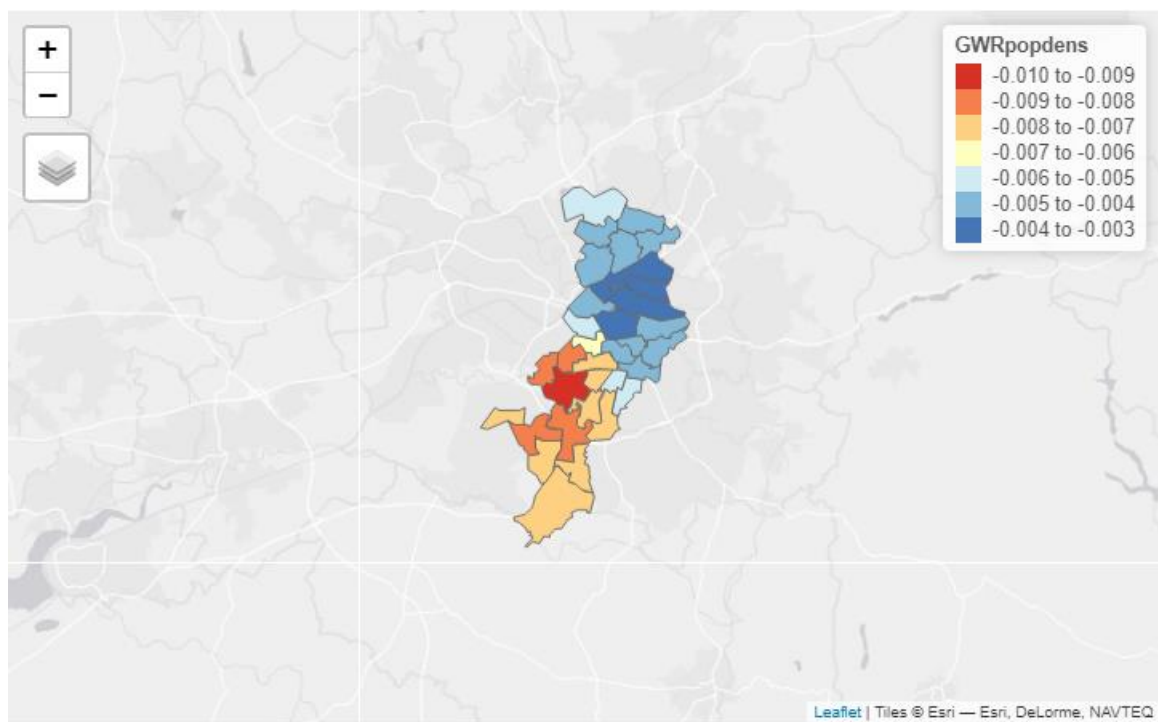 +
−
GWRpopdens
-0.010 to -0.009
-0.009 to -0.008
-0.008 to -0.007
-0.007 to -0.006
-0.006 to -0.005
-0.005 to -0.004
-0.004 to -0.003
Leaflet | Tiles © Esri — Esri, DeLorme, NAVTEQ